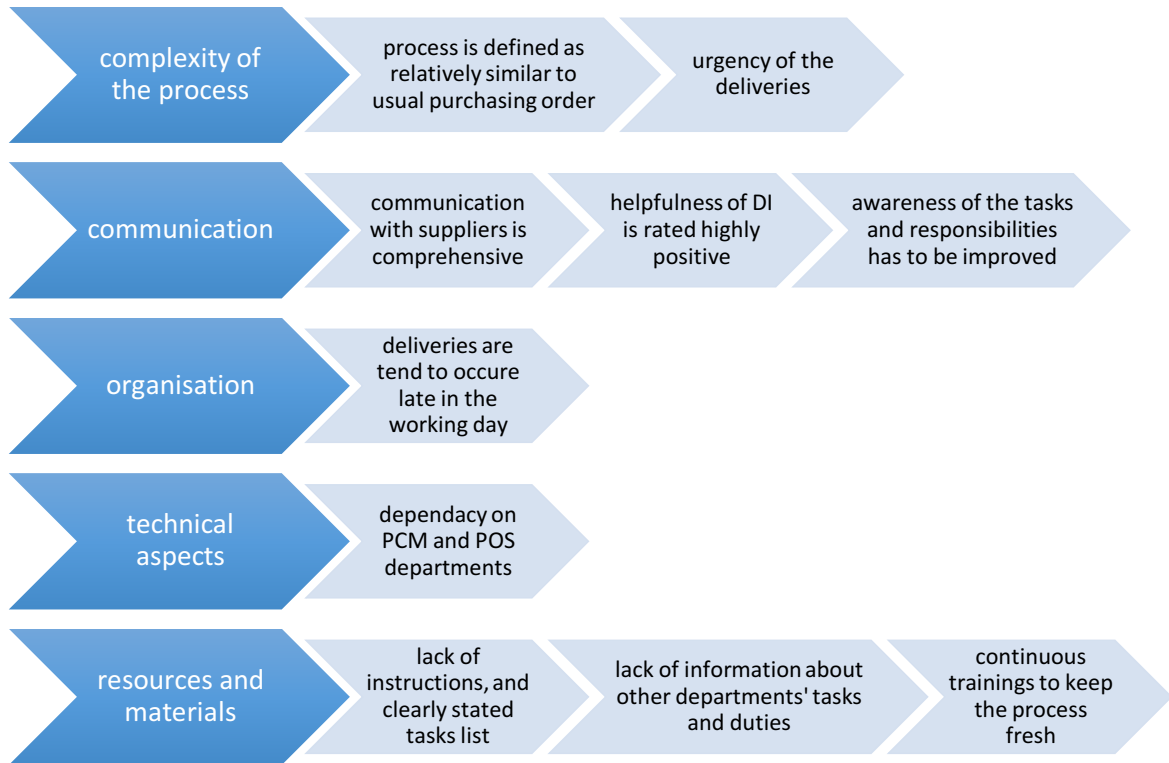 complexity of
the process
process is defined as
relatively similar to
usual purchasing order
urgency of the
deliveries
communication
communication
with suppliers is
comprehensive
helpfulness of DI
is rated highly
positive
awareness of the tasks
and responsibilities
has to be improved
organisation
deliveries are
tend to occure
late in the
working day
technical
aspects
dependacy on
PCM and POS
departments
resources and
materials
lack of
instructions, and
clearly stated
tasks list
lack of information about
other departments' tasks
and duties
continuous
trainings to keep
the process
fresh